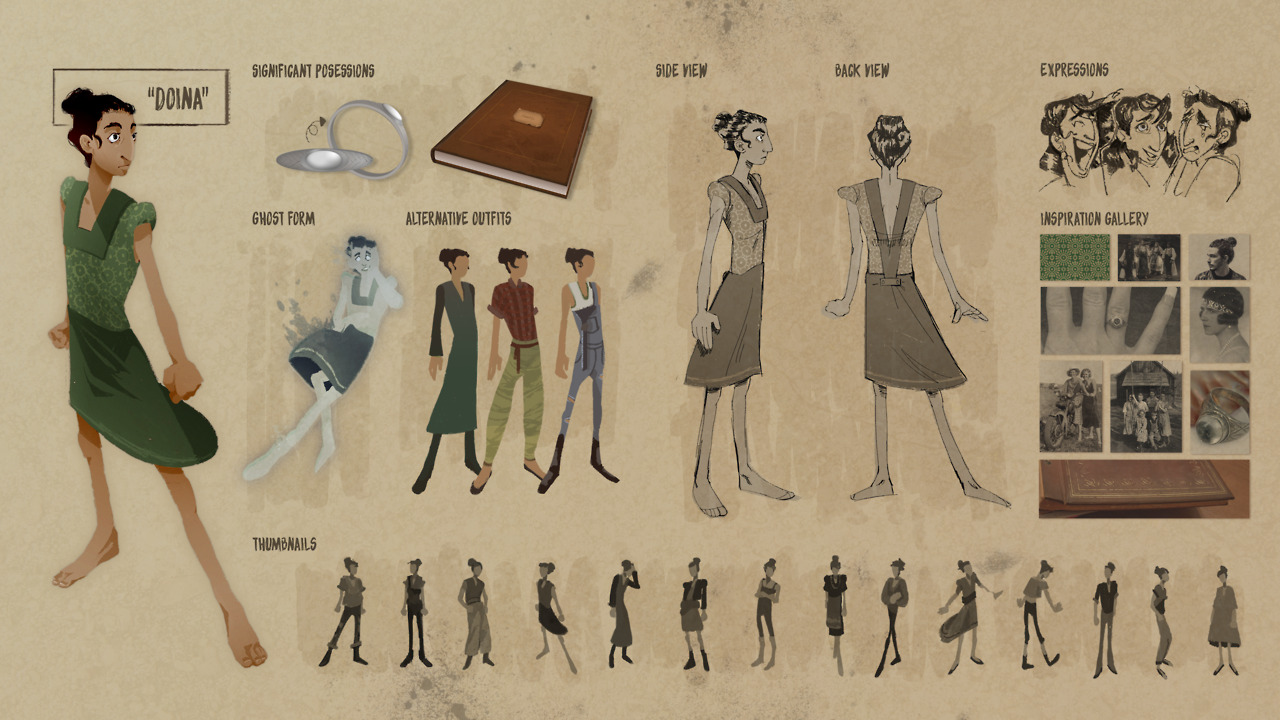 "DOINA"
SIGNIFICANT POSESSIONS
SIDE VIEW
BACK VIEW
EXPRESSIONS
GHOST FORM
ALTERNATIVE OUTFITS
INSPIRATION GALLERY
THUMBNAILS